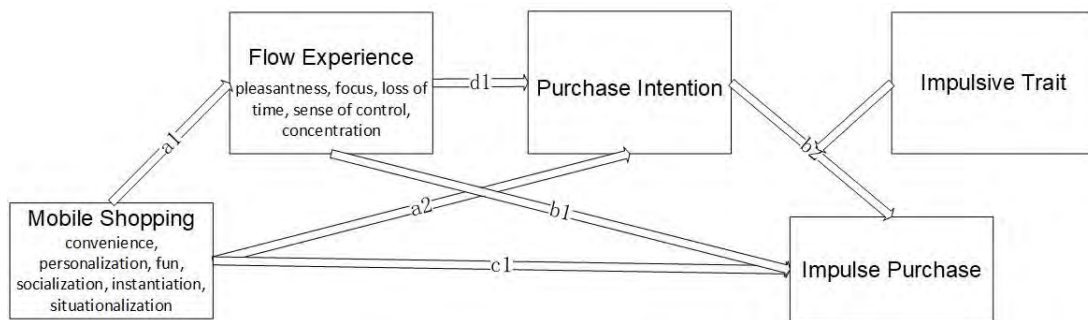 Flow Experience
pleasantness, focus, loss of
time, sense of control,
concentration
d1
Purchase Intention
Impulsive Trait
a1
b
Mobile Shopping
convenience,
personalization, fun,
socialization, instantiation,
situationalization
a2
b1
c1
Impulse Purchase